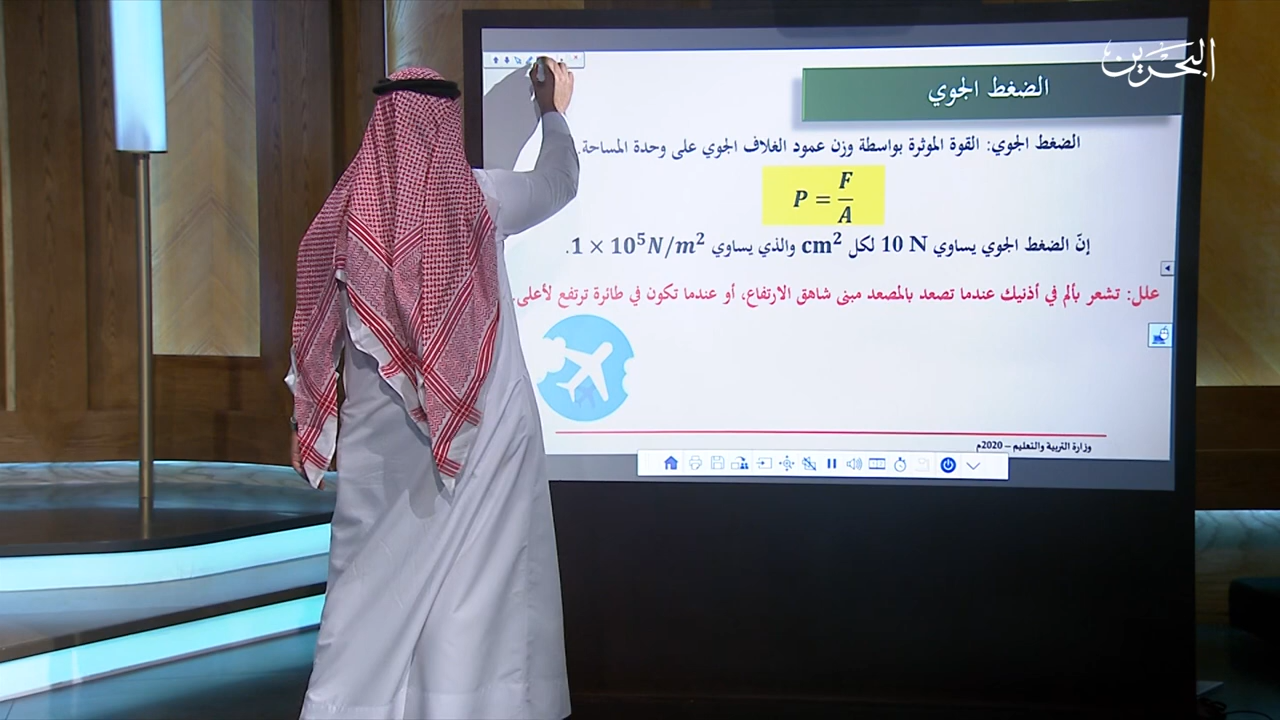 البحرين
الضغط الجوي
الضغط الجوي: القوة الموثرة بواسطة وزن عمود الغلاف الجوي على وحدة المساحة.
P = F/A
إنّ الضغط الجوي يساوي 10 N لكل cm² والذي يساوي 1 × 10⁵ N/m².
علل: تشعر بألم في أذنيك عندما تصعد بالمصعد مبنى شاهق الارتفاع، أو عندما تكون في طائرة ترتفع لأعلى.
وزارة التربية والتعليم – 2020م